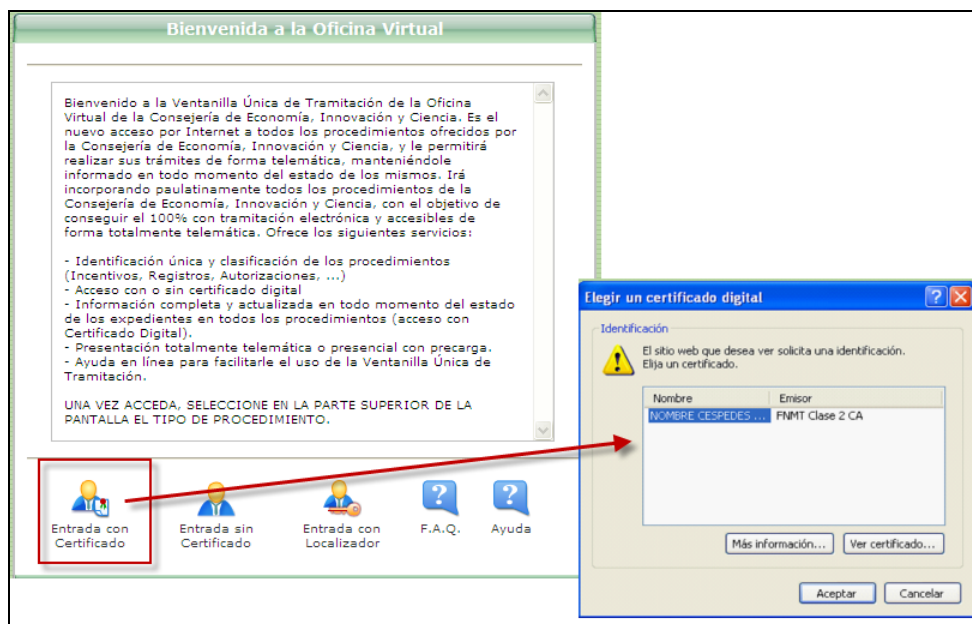 Bienvenida a la Oficina Virtual
Bienvenido a la Ventanilla Única de Tramitación de la Oficina
Virtual de la Consejería de Economía, Innovación y Ciencia. Es el
nuevo acceso por Internet a todos los procedimientos ofrecidos por
la Consejería de Economía, Innovación y Ciencia, y le permitirá
realizar sus trámites de forma telemática, manteniéndole
informado en todo momento del estado de los mismos. Irá
incorporando paulatinamente todos los procedimientos de la
Consejería de Economía, Innovación y Ciencia, con el objetivo de
conseguir el 100% con tramitación electrónica y accesibles de
forma totalmente telemática. Ofrece los siguientes servicios:
- Identificación única y clasificación de los procedimientos
(Incentivos, Registros, Autorizaciones, ...)
- Acceso con o sin certificado digital
- Información completa y actualizada en todo momento del estado
de los expedientes en todos los procedimientos (acceso con
Certificado Digital).
- Presentación totalmente telemática o presencial con precarga.
- Ayuda en línea para facilitarle el uso de la Ventanilla Única de
Tramitación.
UNA VEZ ACCEDA, SELECCIONE EN LA PARTE SUPERIOR DE LA
PANTALLA EL TIPO DE PROCEDIMIENTO.
Entrada con
Certificado
Entrada sin
Certificado
Entrada con
Localizador
F.A.Q.
Ayuda
Elegir un certificado digital
Identificación
El sitio web que desea ver solicita una identificación.
Elija un certificado.
Nombre Emisor
NOMBRE CESPEDES ... FNMT Clase 2 CA
Más información... Ver certificado...
Aceptar Cancelar